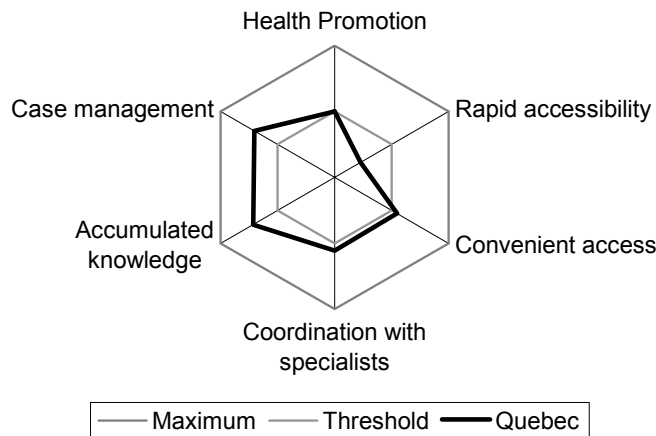 Health Promotion
Case management
Rapid accessibility
Accumulated
knowledge
Convenient access
Coordination with
specialists
Maximum Threshold Quebec